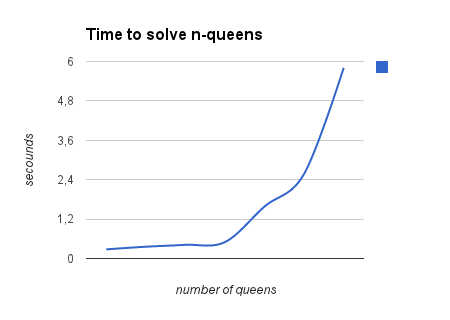 Time to solve n-queens
6
4,8
3,6
2,4
1,2
0
secounds
number of queens